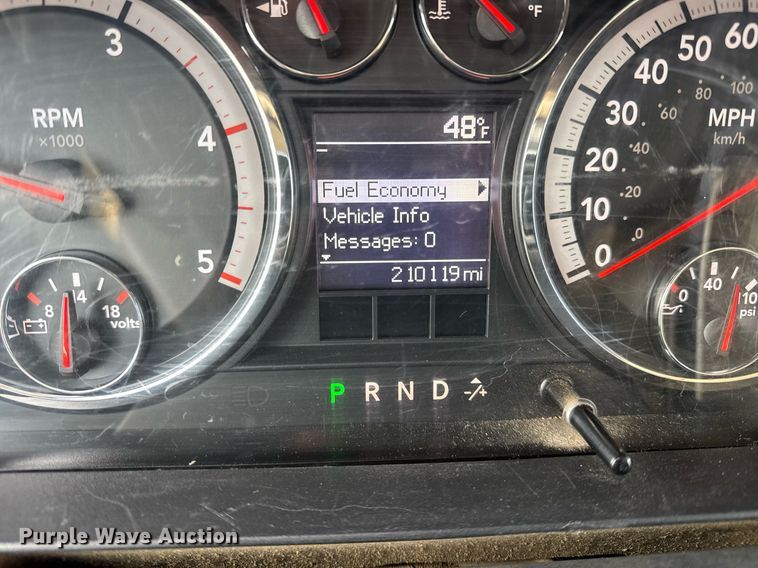 3
4
5
RPM
×1000
8 14 18
volts
°F
48°F
Fuel Economy
Vehicle Info
Messages: 0
210119 mi
P R N D -/+
60
50
40
30
20
10
0
100
80
60
40
20
0
MPH
km/h
0 40
psi
Purple Wave Auction